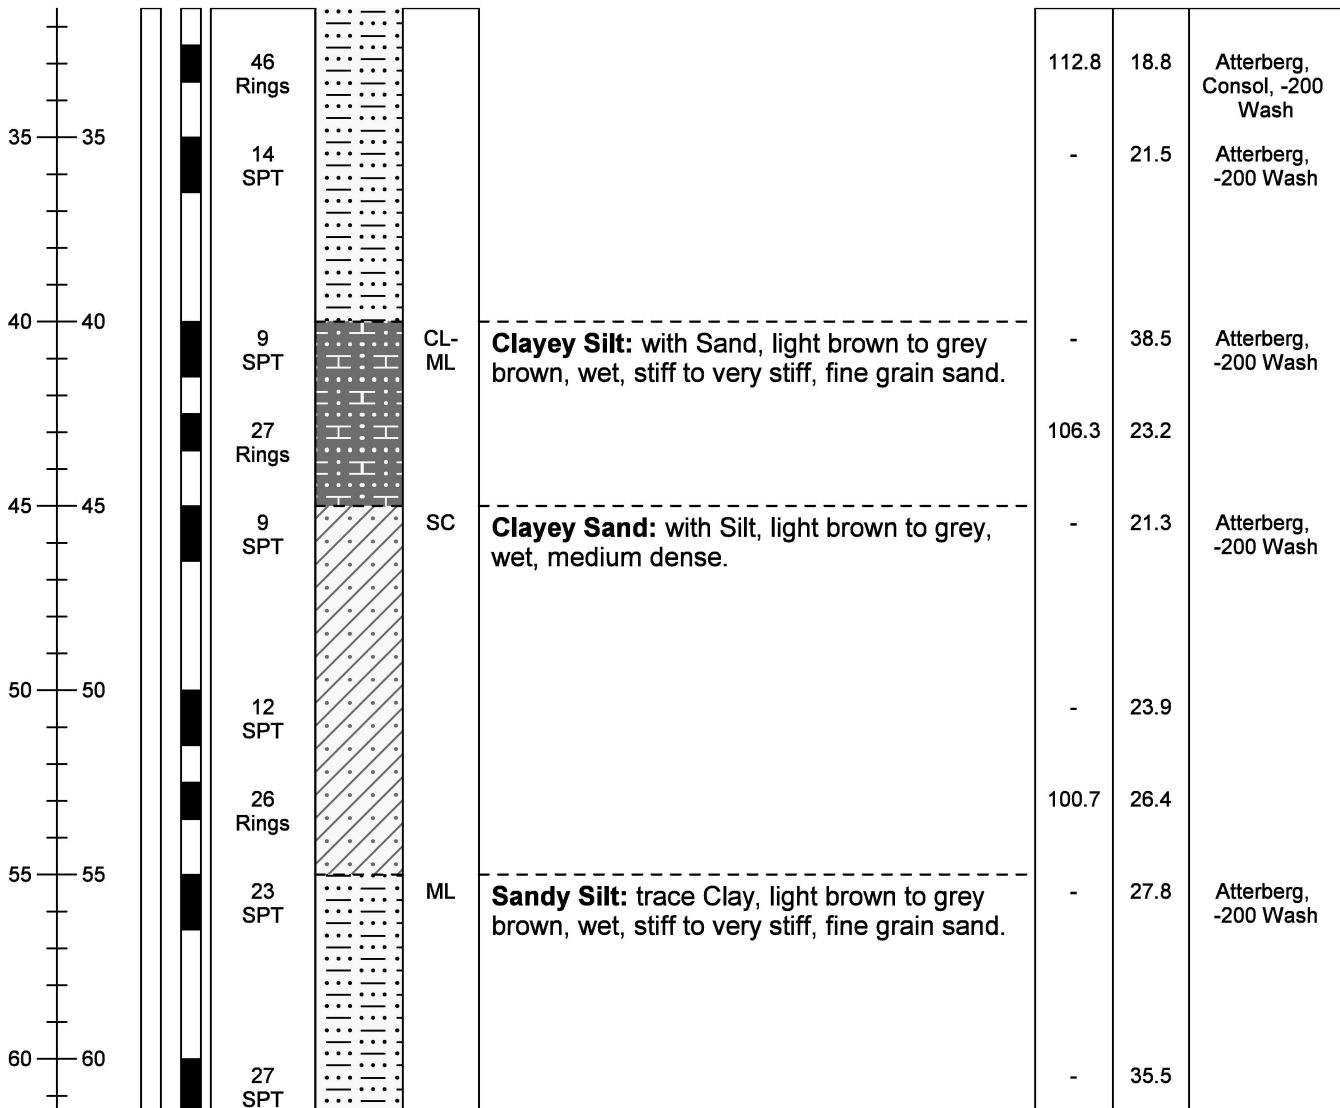 46 112.8 18.8 Atterberg,
Rings Consol, -200
Wash
35 35
14 - 21.5 Atterberg,
SPT -200 Wash
40 40
9 CL- Clayey Silt: with Sand, light brown to grey - 38.5 Atterberg,
SPT ML brown, wet, stiff to very stiff, fine grain sand. -200 Wash
27 106.3 23.2
Rings
45 45
9 SC Clayey Sand: with Silt, light brown to grey, - 21.3 Atterberg,
SPT wet, medium dense. -200 Wash
50 50
12 - 23.9
SPT
26 100.7 26.4
Rings
55 55
23 ML Sandy Silt: trace Clay, light brown to grey - 27.8 Atterberg,
SPT brown, wet, stiff to very stiff, fine grain sand. -200 Wash
60 60
27 - 35.5
SPT